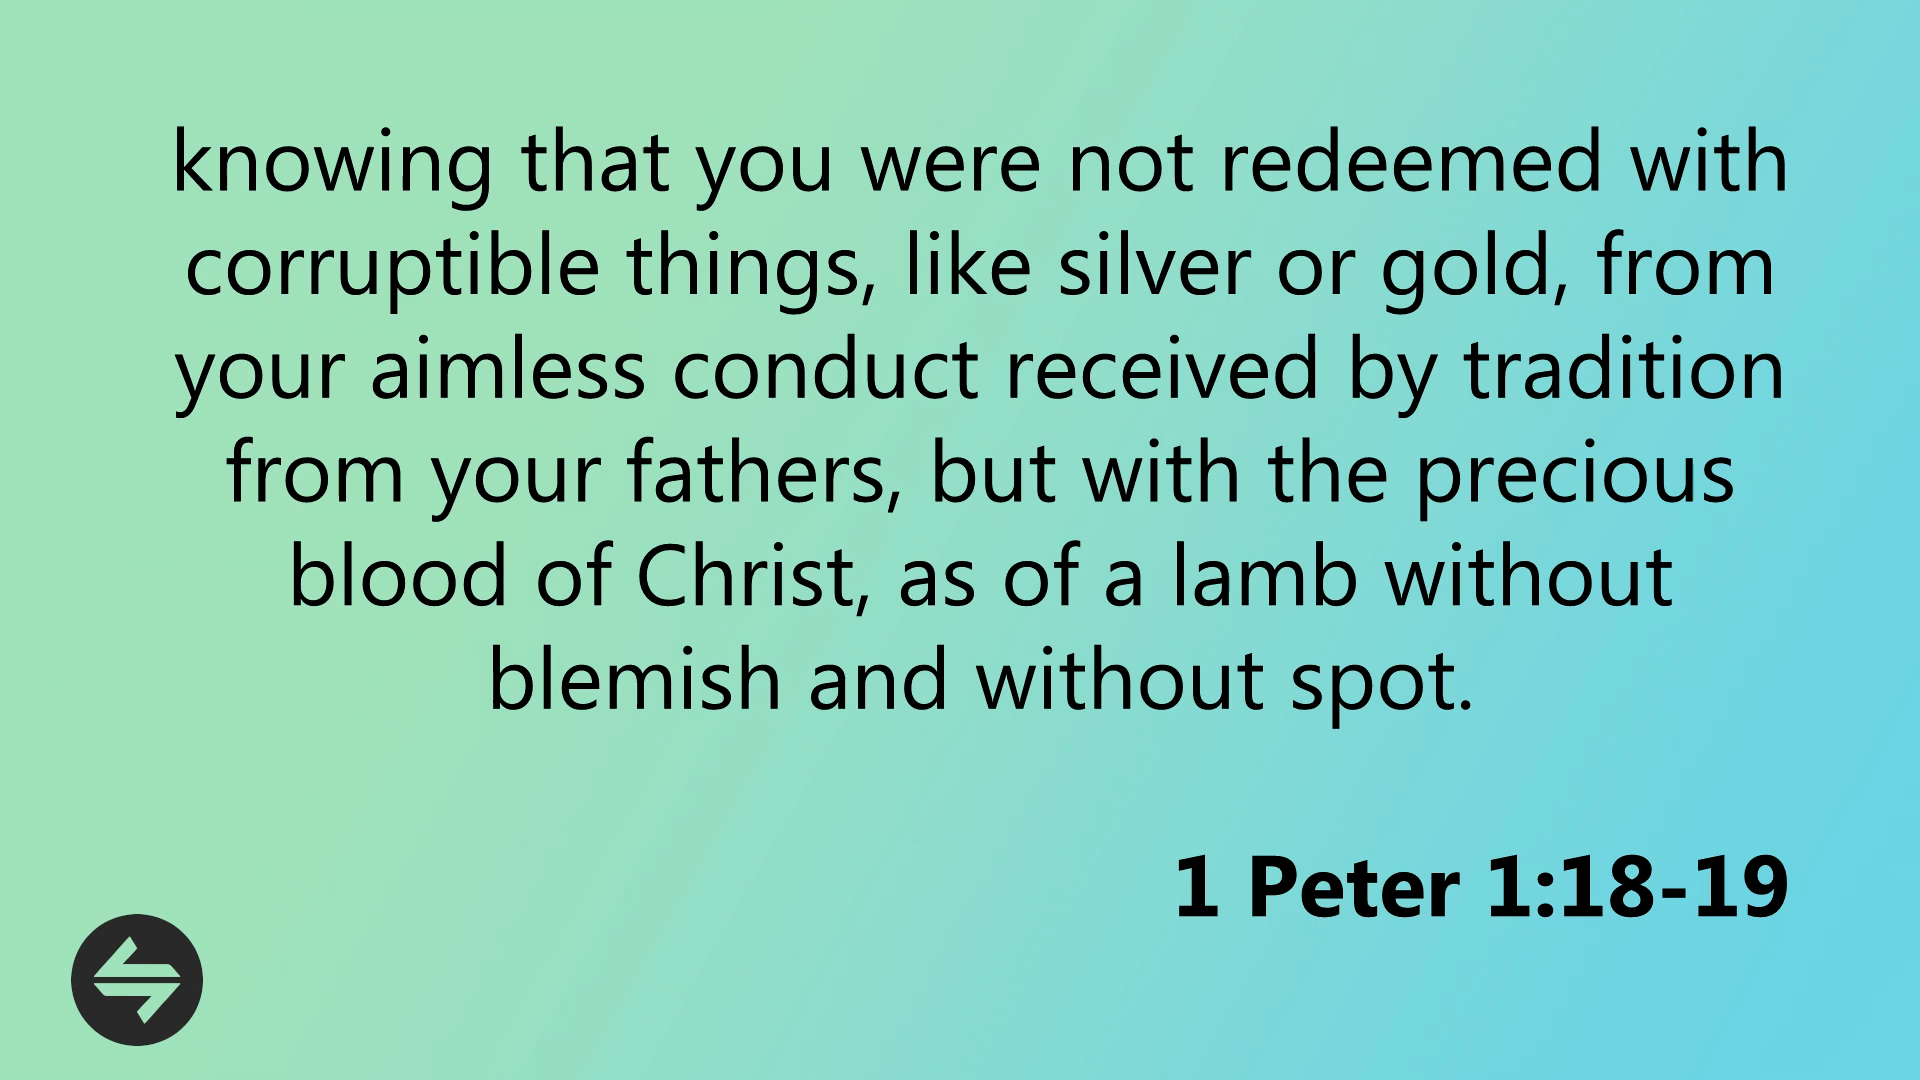 knowing that you were not redeemed with
corruptible things, like silver or gold, from
your aimless conduct received by tradition
from your fathers, but with the precious
blood of Christ, as of a lamb without
blemish and without spot.
1 Peter 1:18-19